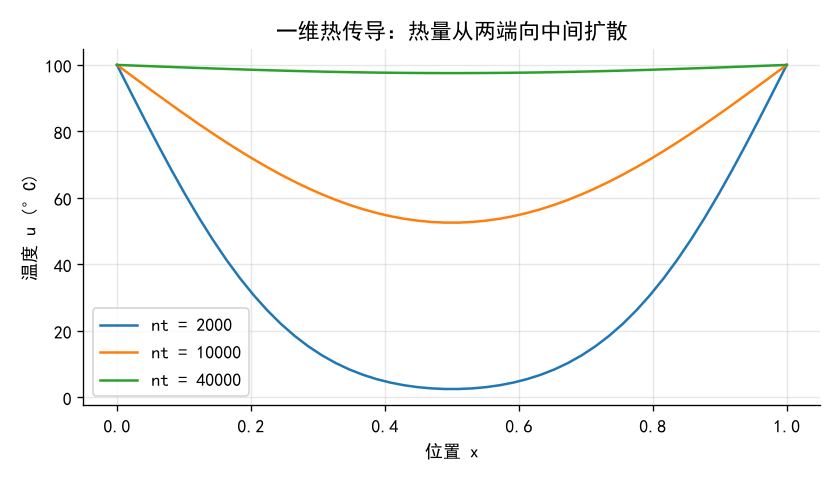 一维热传导：热量从两端向中间扩散
温度 u (°C)
100
80
60
40
20
0
nt = 2000
nt = 10000
nt = 40000
0.0 0.2 0.4 0.6 0.8 1.0
位置 x